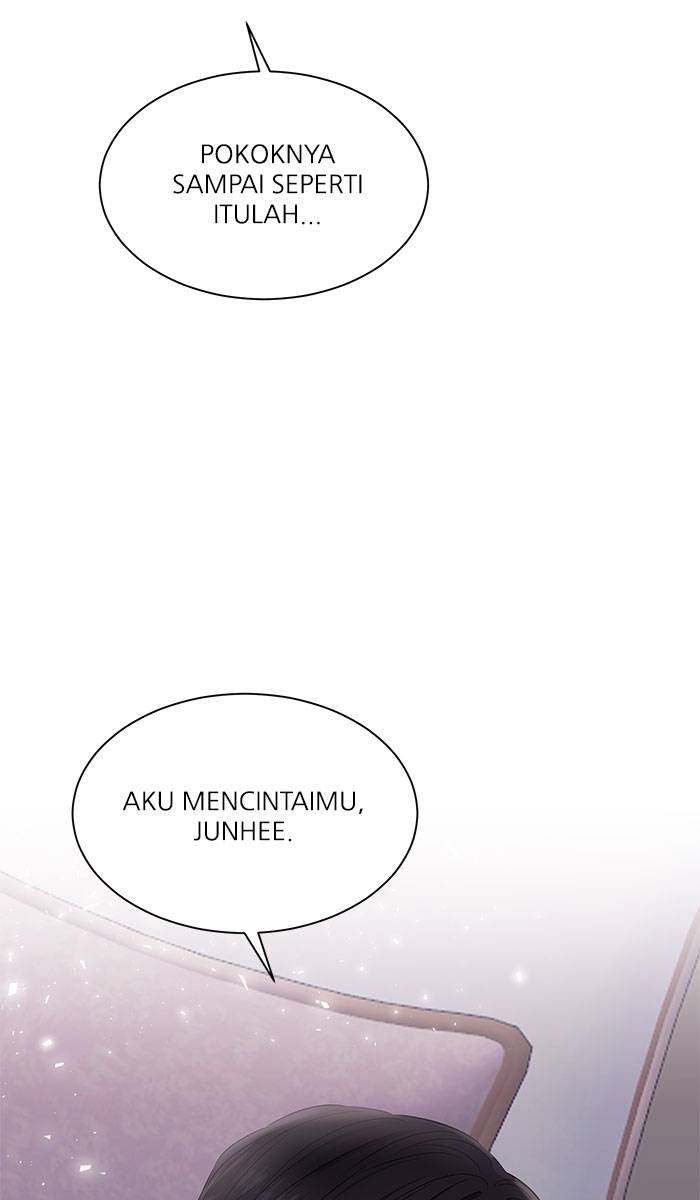 POKOKNYA
SAMPAI SEPERTI
ITULAH...
AKU MENCINTAIMU,
JUNHEE.